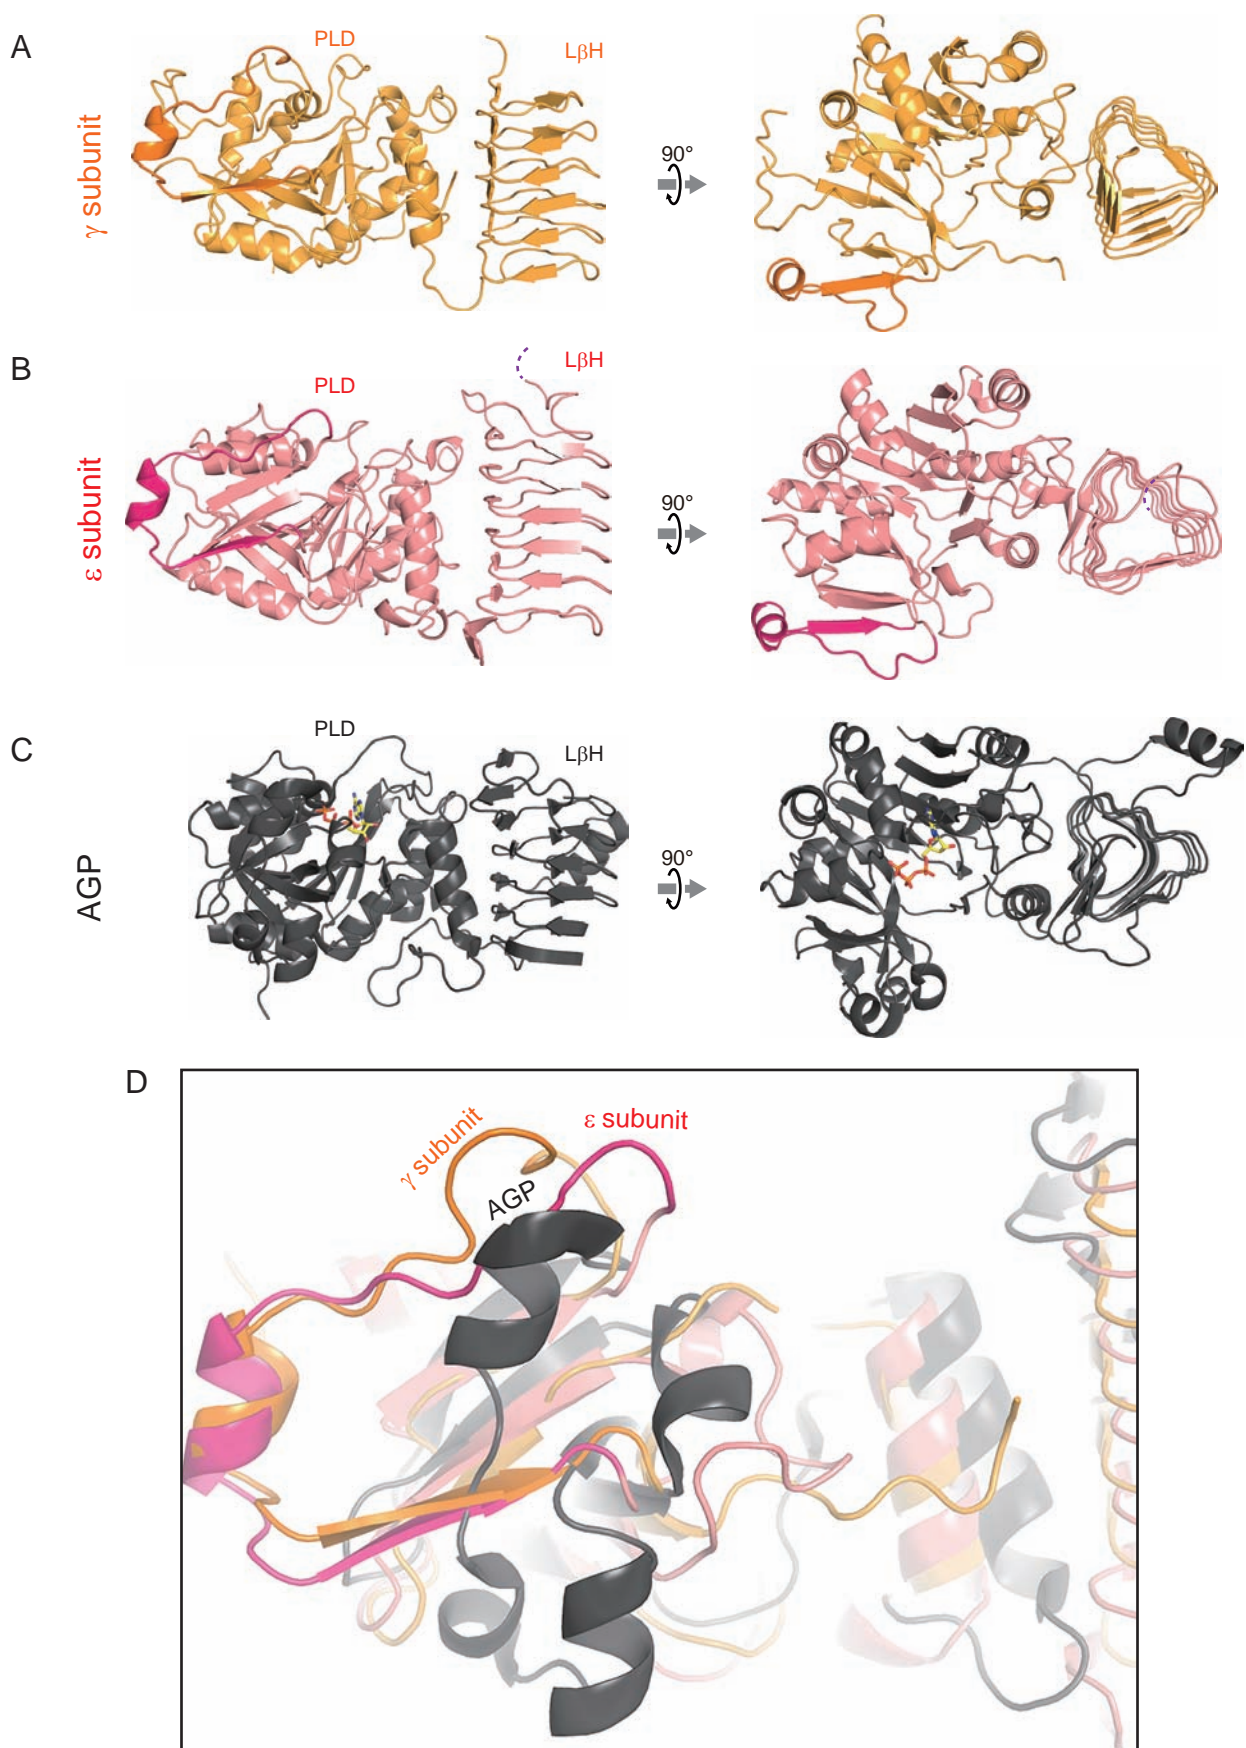 A
PLD
LβH
γ subunit
90°
B
PLD
LβH
ε subunit
90°
C
PLD
LβH
AGP
90°
D
γ subunit
ε subunit
AGP